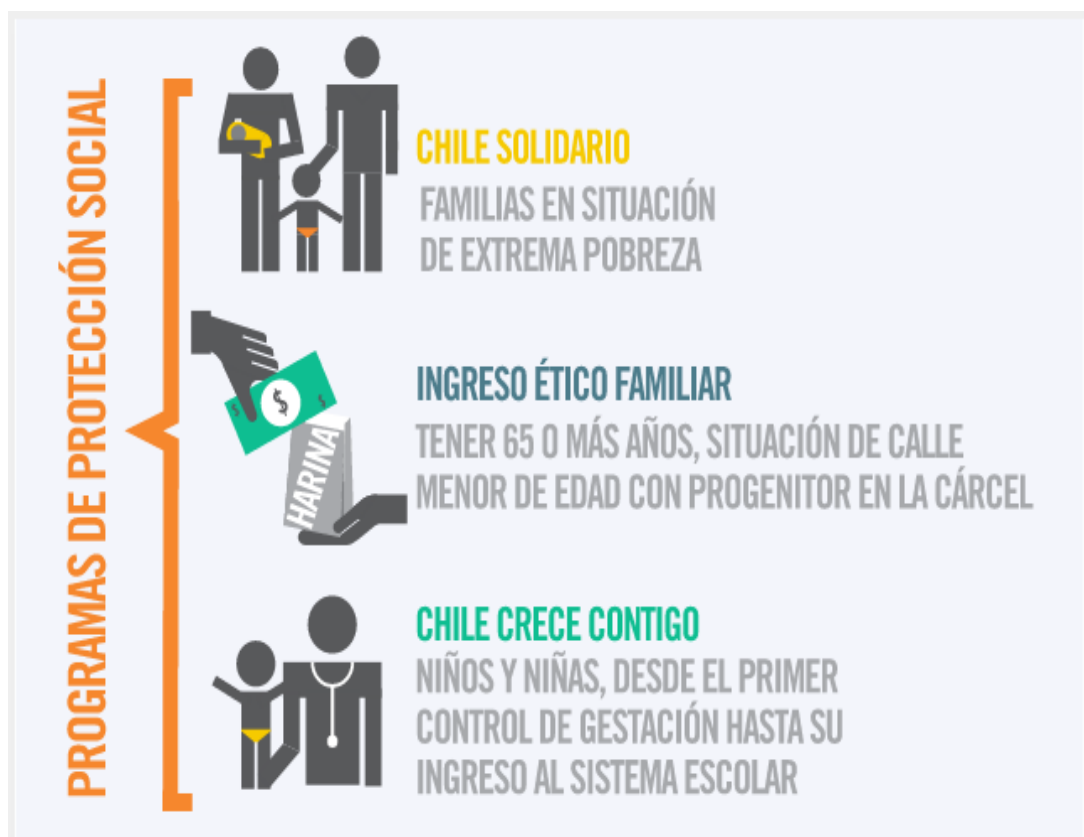 PROGRAMAS DE PROTECCIÓN SOCIAL
CHILE SOLIDARIO
FAMILIAS EN SITUACIÓN
DE EXTREMA POBREZA
$ $ $
HARINA
INGRESO ÉTICO FAMILIAR
TENER 65 O MÁS AÑOS, SITUACIÓN DE CALLE
MENOR DE EDAD CON PROGENITOR EN LA CÁRCEL
CHILE CRECE CONTIGO
NIÑOS Y NIÑAS, DESDE EL PRIMER
CONTROL DE GESTACIÓN HASTA SU
INGRESO AL SISTEMA ESCOLAR